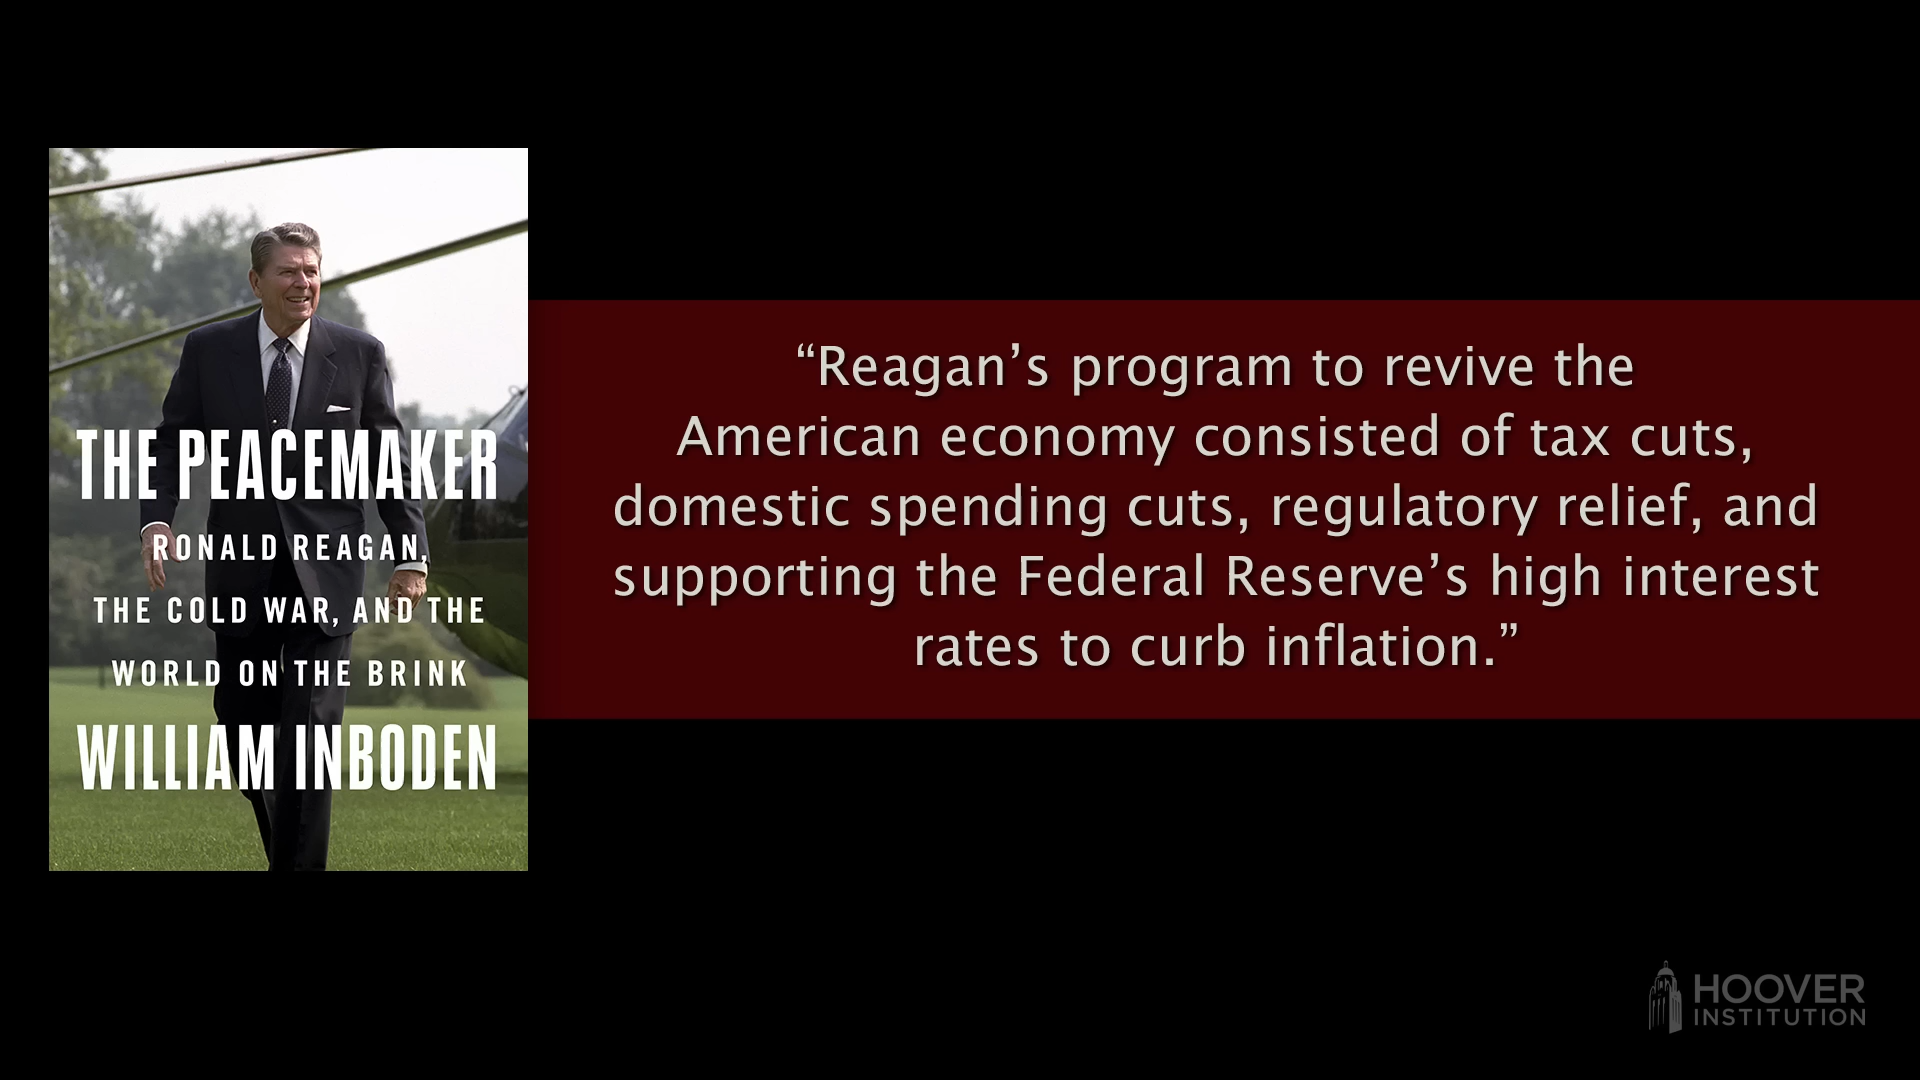 THE PEACEMAKER
RONALD REAGAN,
THE COLD WAR, AND THE
WORLD ON THE BRINK
WILLIAM INBODEN
“Reagan’s program to revive the
American economy consisted of tax cuts,
domestic spending cuts, regulatory relief, and
supporting the Federal Reserve’s high interest
rates to curb inflation.”
HOOVER
INSTITUTION